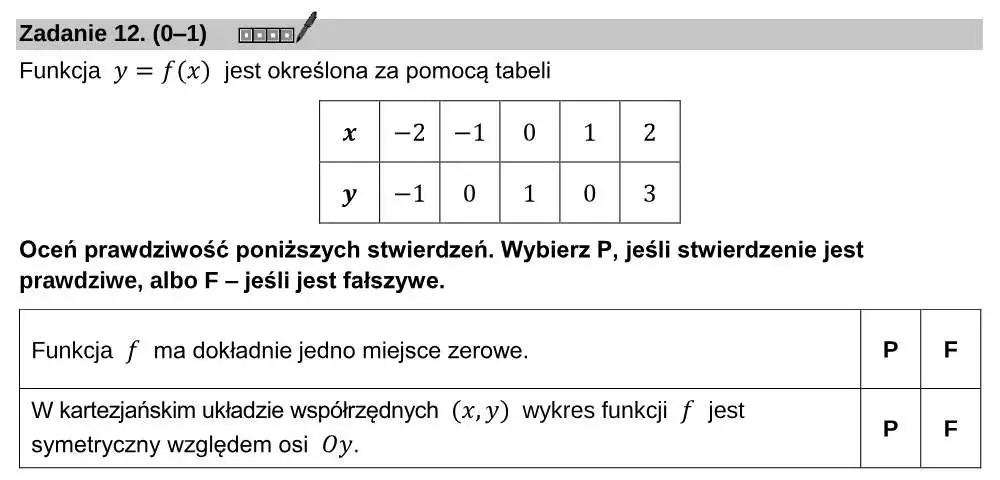 Zadanie 12. (0–1)
Funkcja y = f(x) jest określona za pomocą tabeli
x −2 −1 0 1 2
y −1 0 1 0 3
Oceń prawdziwość poniższych stwierdzeń. Wybierz P, jeśli stwierdzenie jest
prawdziwe, albo F – jeśli jest fałszywe.
Funkcja f ma dokładnie jedno miejsce zerowe. P F
W kartezjańskim układzie współrzędnych (x, y) wykres funkcji f jest
symetryczny względem osi Oy. P F